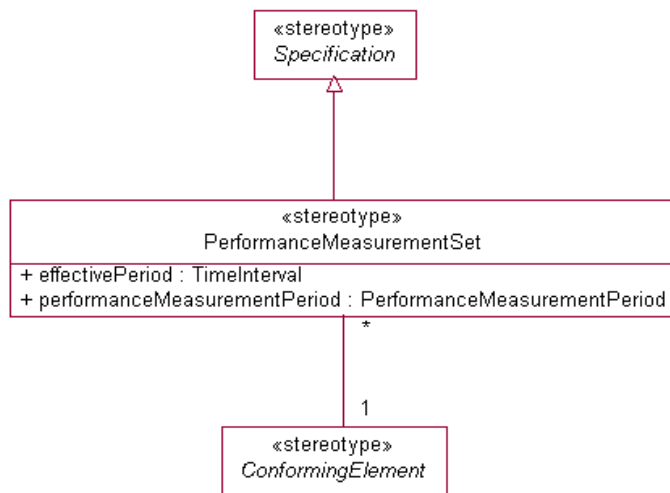 «stereotype»
Specification
«stereotype»
PerformanceMeasurementSet
+ effectivePeriod : TimeInterval
+ performanceMeasurementPeriod : PerformanceMeasurementPeriod
*
1
«stereotype»
ConformingElement